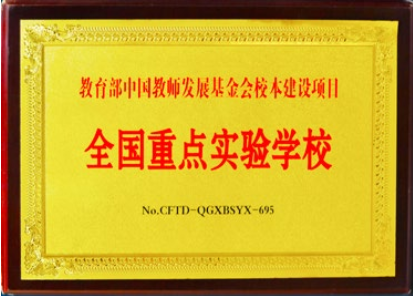 教育部中国教师发展基金会校本建设项目
全国重点实验学校
No.CFTD-QGXBSYX-695